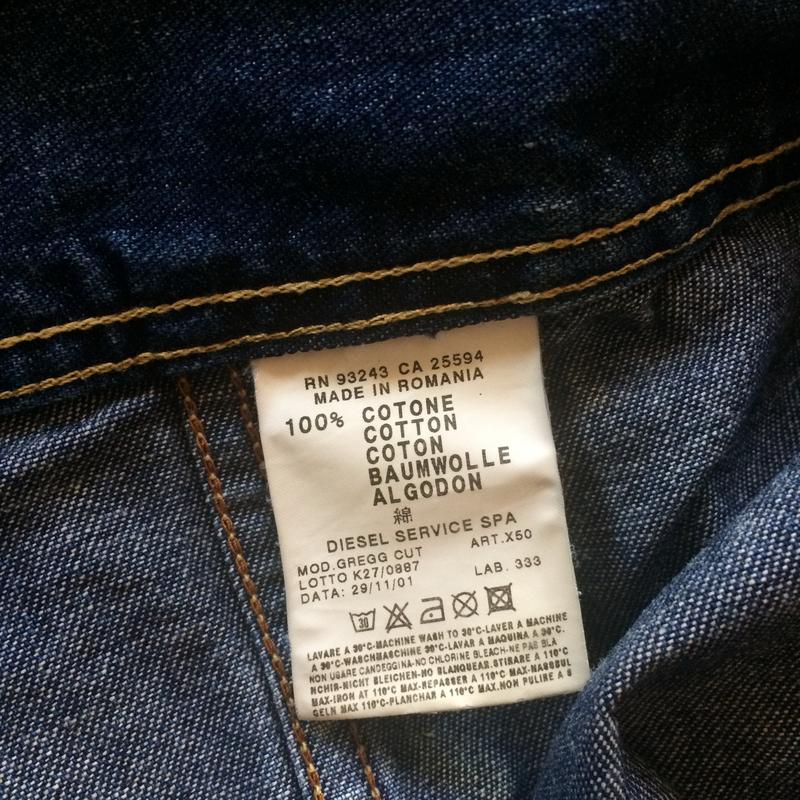 RN 93243 CA 25594
MADE IN ROMANIA
100% COTONE
COTTON
COTON
BAUMWOLLE
ALGODON
綿
DIESEL SERVICE SPA
MOD.GREGG CUT ART.X50
LOTTO K27/0887 LAB. 333
DATA: 29/11/01
30
LAVARE A 30°C-MACHINE WASH TO 30°C-LAVER A MACHINE
A 30°C-WASCHMASCHINE 30°C-LAVAR A MAQUINA A 30°C.
NON USARE CANDEGGINA-NO CHLORINE BLEACH-NE PAS BLA
NCHIR-NICHT BLEICHEN-NO BLANQUEAR.STIRARE A 110°C
MAX-IRON AT 110°C MAX-REPASSER A 110°C MAX-NASSBUL
GELN MAX 110°C-PLANCHAR A 110°C MAX.NON PULIRE A S